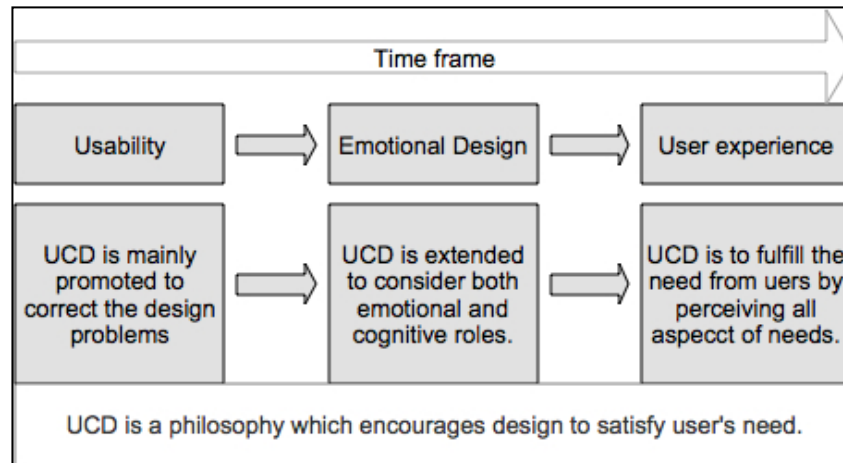 Time frame
Usability
Emotional Design
User experience
UCD is mainly
promoted to
correct the design
problems
UCD is extended
to consider both
emotional and
cognitive roles.
UCD is to fulfill the
need from uers by
perceiving all
aspecct of needs.
UCD is a philosophy which encourages design to satisfy user's need.